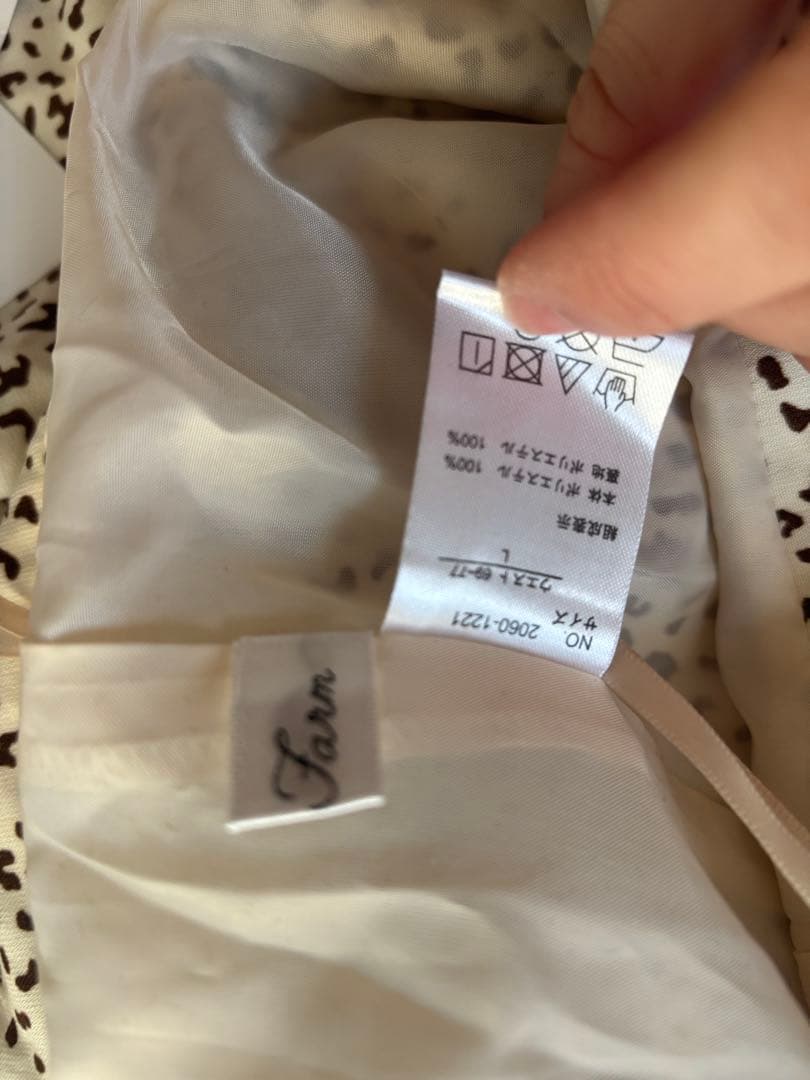 NO. 2060-1221
サイズ
ウエスト 69-77
L
組成表示
本体 ポリエステル 100%
裏地 ポリエステル 100%
Farm